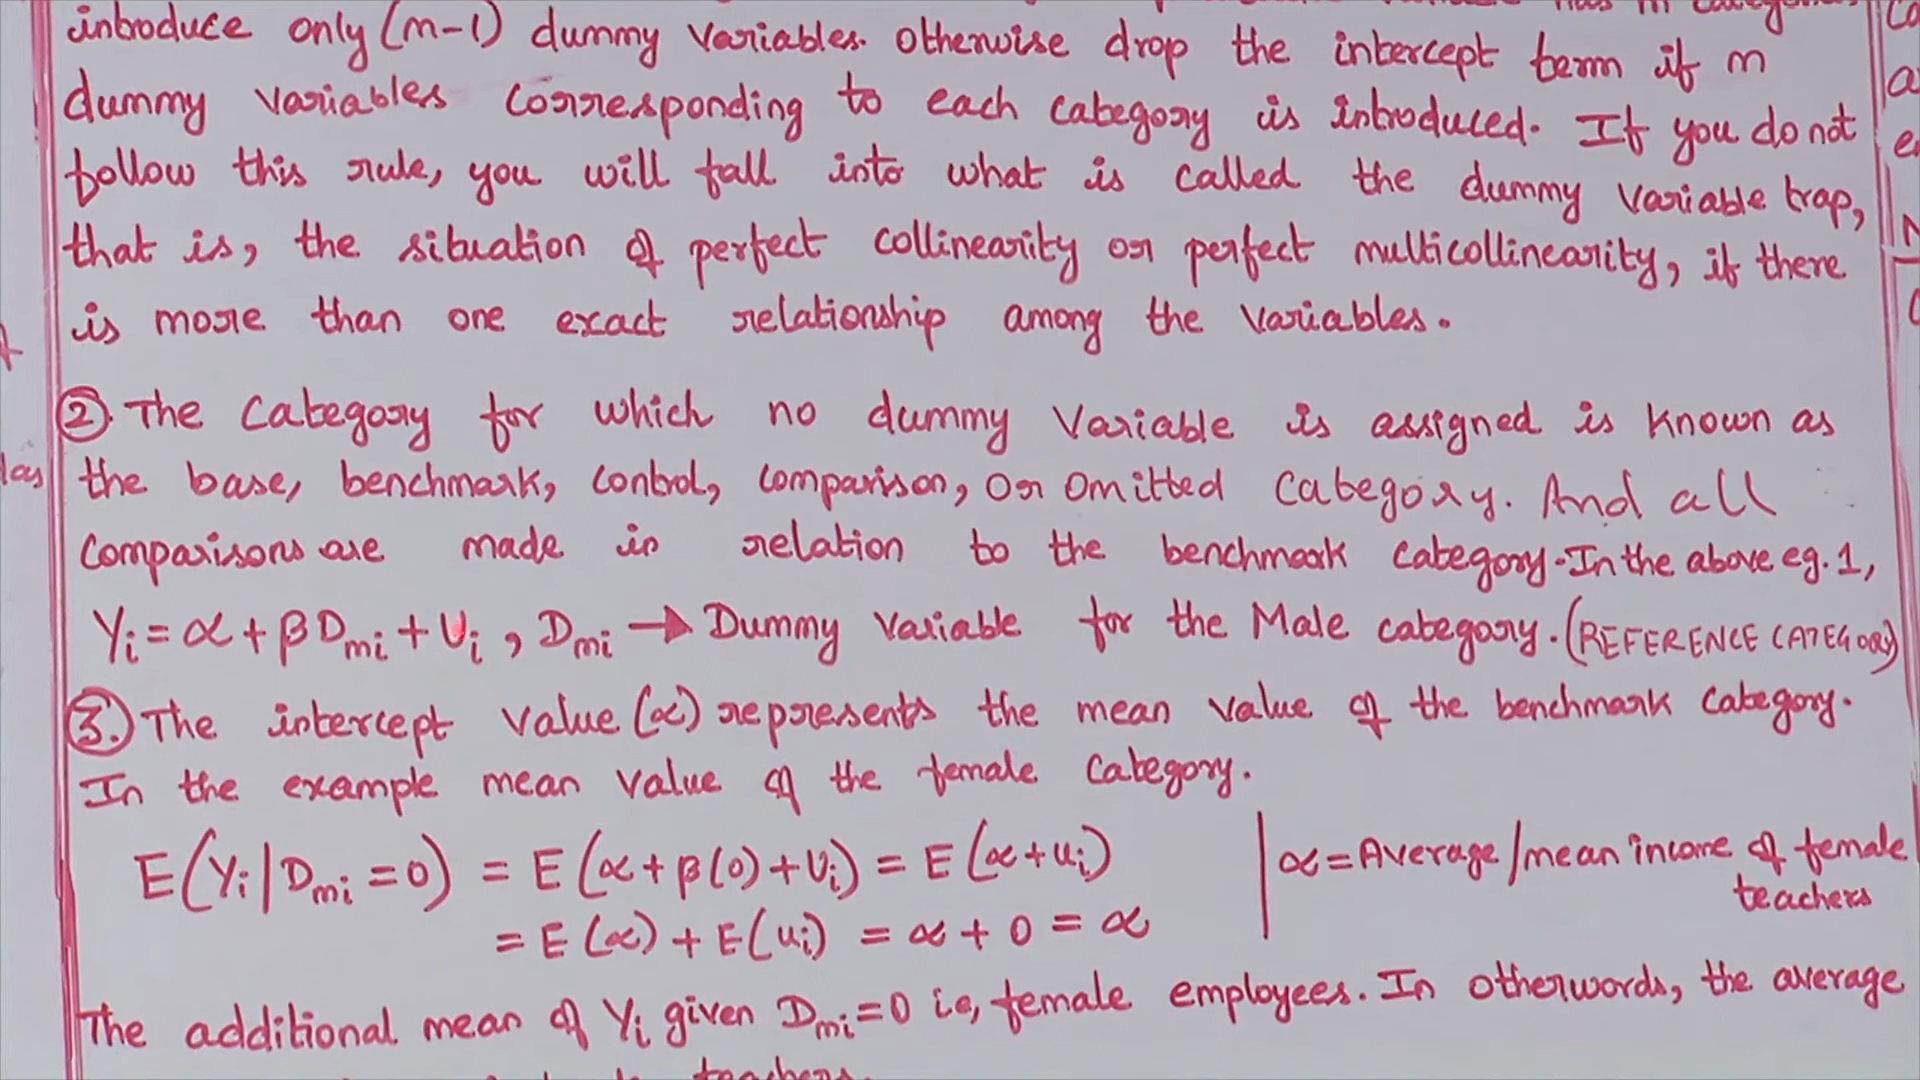 introduce only (m-1) dummy variables. Otherwise drop the intercept term if m
dummy variables corresponding to each category is introduced. If you do not
follow this rule, you will fall into what is called the dummy variable trap,
that is, the situation of perfect collinearity or perfect multicollinearity, if there
is more than one exact relationship among the variables.
② The Category for which no dummy Variable is assigned is known as
the base, benchmark, control, comparison, or omitted category. And all
comparisons are made in relation to the benchmark category. In the above eg. 1,
Yi = α + βDmi + Ui, Dmi → Dummy Variable for the Male category. (REFERENCE CATEGORY)
③. The intercept value (α) represents the mean value of the benchmark category.
In the example mean value of the female category.
E(Yi | Dmi = 0) = E(α + β(0) + Ui) = E(α + ui)
= E(α) + E(ui) = α + 0 = α
α = Average/mean income of female
teachers
The additional mean of Yi given Dmi = 0 ie, female employees. In otherwords, the average
teachers.